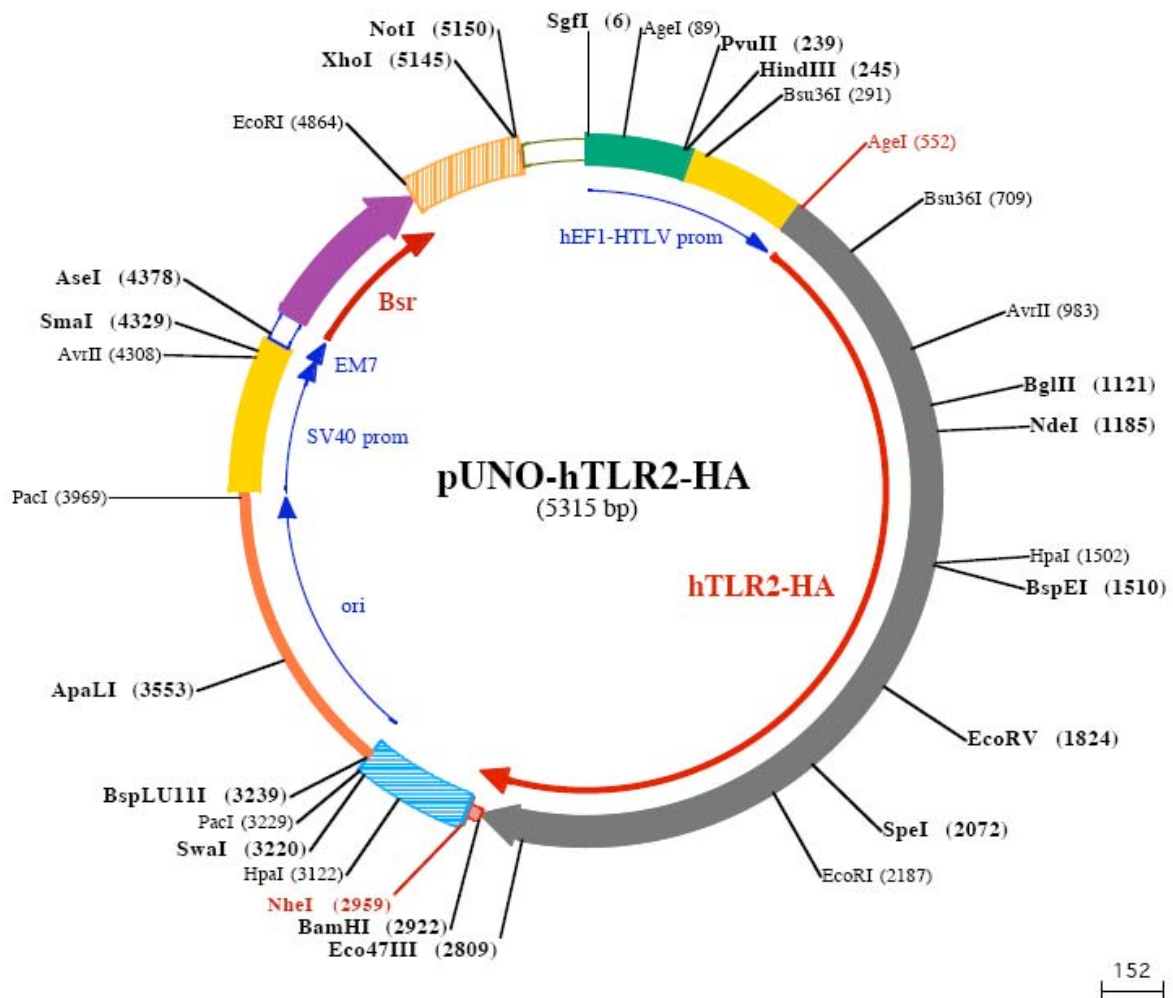 NotI (5150)
SgfI (6)
AgeI (89)
PvuII (239)
XhoI (5145)
HindIII (245)
Bsu36I (291)
EcoRI (4864)
AgeI (552)
Bsu36I (709)
hEF1-HTLV prom
AseI (4378)
Bsr
SmaI (4329)
AvrII (983)
AvrII (4308)
EM7
BglII (1121)
NdeI (1185)
SV40 prom
pUNO-hTLR2-HA
PacI (3969)
(5315 bp)
HpaI (1502)
hTLR2-HA
BspEI (1510)
ori
ApaLI (3553)
EcoRV (1824)
BspLU11I (3239)
PacI (3229)
SpeI (2072)
SwaI (3220)
HpaI (3122)
EcoRI (2187)
NheI (2959)
BamHI (2922)
Eco47III (2809)
152